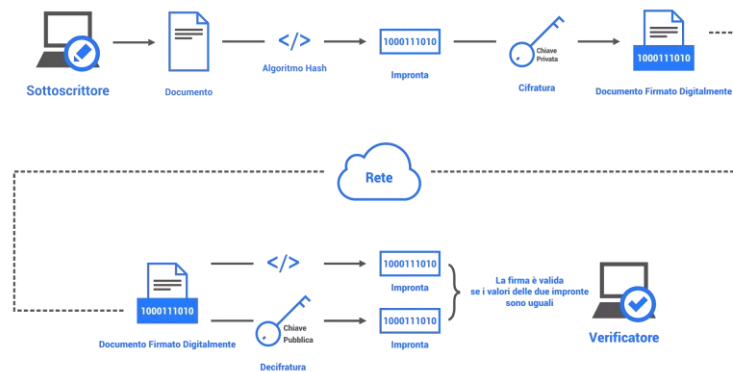 1000111010
Chiave
Privata
1000111010
Algoritmo Hash
Impronta
Cifratura
Sottoscrittore
Documento
Documento Firmato Digitalmente
Rete
</>
</>
1000111010
Impronta
La firma è valida
se i valori delle due impronte
sono uguali
1000111010
Chiave
Pubblica
1000111010
Documento Firmato Digitalmente
Impronta
Decifratura
Verificatore